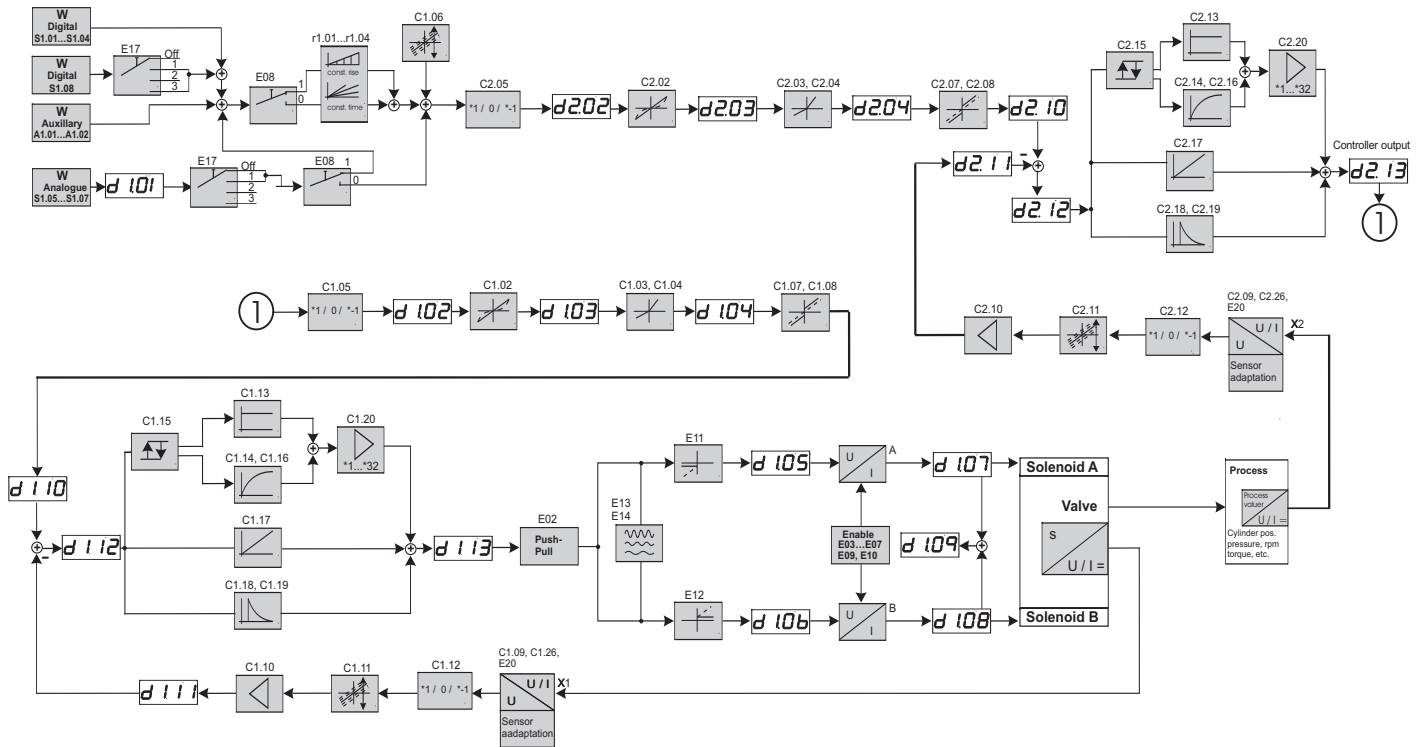 W
Digital
S1.01...S1.04
W
Digital
S1.08
W
Auxillary
A1.01...A1.02
W
Analogue
S1.05...S1.07
E17
Off
1
2
3
E08
1
0
r1.01...r1.04
const. rise
const. time
C1.06
d1.01
E17
Off
1
2
3
E08
1
0
C2.05
*1 / 0 / *-1
d2.02
C2.02
d2.03
C2.03, C2.04
d2.04
C2.07, C2.08
d2.10
-
d2.11
d2.12
C2.15
C2.13
C2.14, C2.16
C2.20
*1...*32
C2.17
C2.18, C2.19
Controller output
d2.13
1
1
C1.05
*1 / 0 / *-1
d1.02
C1.02
d1.03
C1.03, C1.04
d1.04
C1.07, C1.08
C2.10
C2.11
C2.12
*1 / 0 / *-1
C2.09, C2.26,
E20
U / I
U
Sensor
adaptation
X2
d1.10
-
d1.12
C1.15
C1.13
C1.14, C1.16
C1.20
*1...*32
C1.17
C1.18, C1.19
d1.13
E02
Push-
Pull
E13
E14
E11
d1.05
U
I
A
d1.07
Enable
E03...E07
E09, E10
d1.09
E12
d1.06
U
I
B
d1.08
Solenoid A
Valve
S
U / I =
Solenoid B
Process
Process
valuer
U / I =
Cylinder pos.
pressure, rpm
torque, etc.
d1.11
C1.10
C1.11
C1.12
*1 / 0 / *-1
C1.09, C1.26,
E20
U / I
U
Sensor
aadaptation
X1